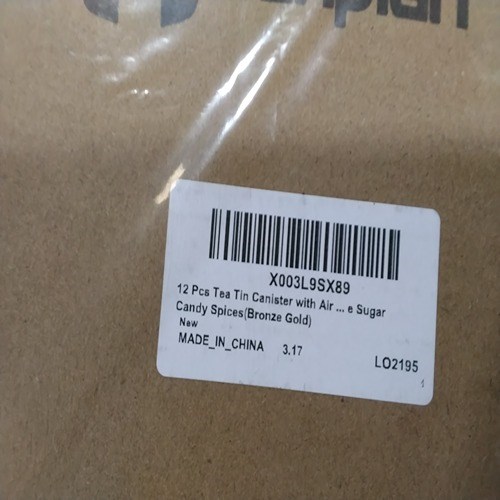 X003L9SX89
12 Pcs Tea Tin Canister with Air ... e Sugar
Candy Spices(Bronze Gold)
New
MADE_IN_CHINA 3.17
LO2195